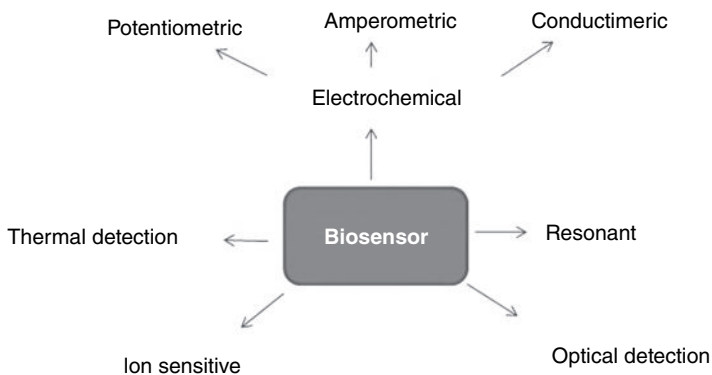 Potentiometric
Amperometric
Conductimeric
Electrochemical
Thermal detection
Biosensor
Resonant
Ion sensitive
Optical detection